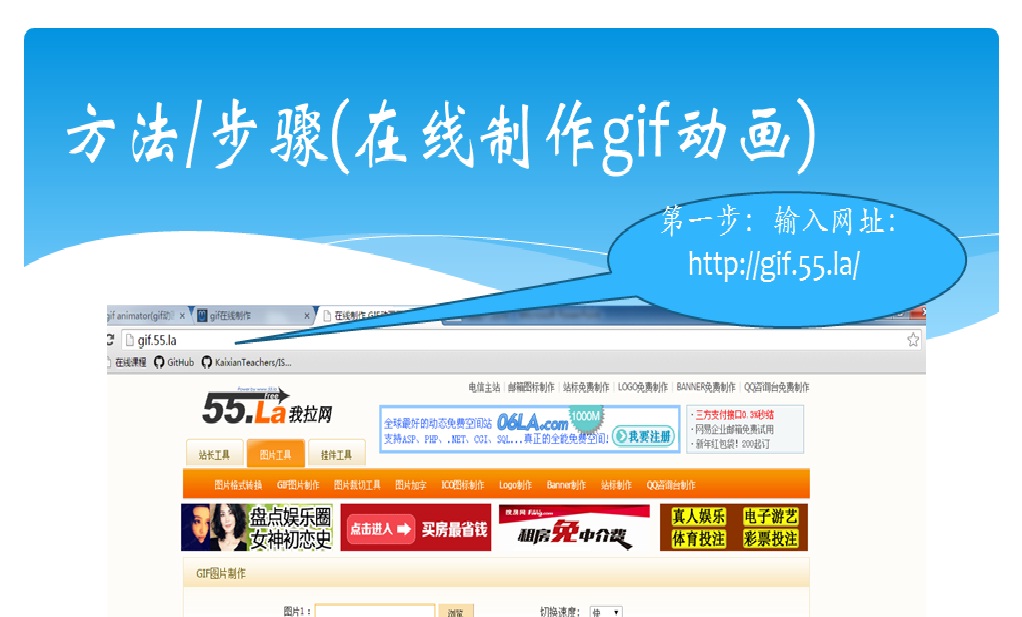 方法/步骤(在线制作gif动画)
第一步：输入网址：
http://gif.55.la/
gif animator(gif动 × gif在线制作 × 在线制作 GIF
gif.55.la
在线课程 GitHub KaixianTeachers/IS...
电信主站 | 邮箱图标制作 | 站标免费制作 | LOGO免费制作 | BANNER免费制作 | QQ咨询台免费制作
Power by www.55.la
free
55.La我拉网
全球最好的动态免费空间站 06LA.com 1000M
支持ASP、PHP、.NET、CGI、SQL...真正的全能免费空间! 我要注册
·三方支付接口0.3%秒结
·网易企业邮箱免费试用
·新年红包袋! 200起订
站长工具 图片工具 挂件工具
图片格式转换 GIF图片制作 图片裁切工具 图片加字 ICO图标制作 Logo制作 Banner制作 站标制作 QQ咨询台制作
盘点娱乐圈
女神初恋史
点击进入 买房最省钱
搜房网
租房免中介费
真人娱乐 电子游艺
体育投注 彩票投注
GIF图片制作
图片1： 浏览 切换速度： 快